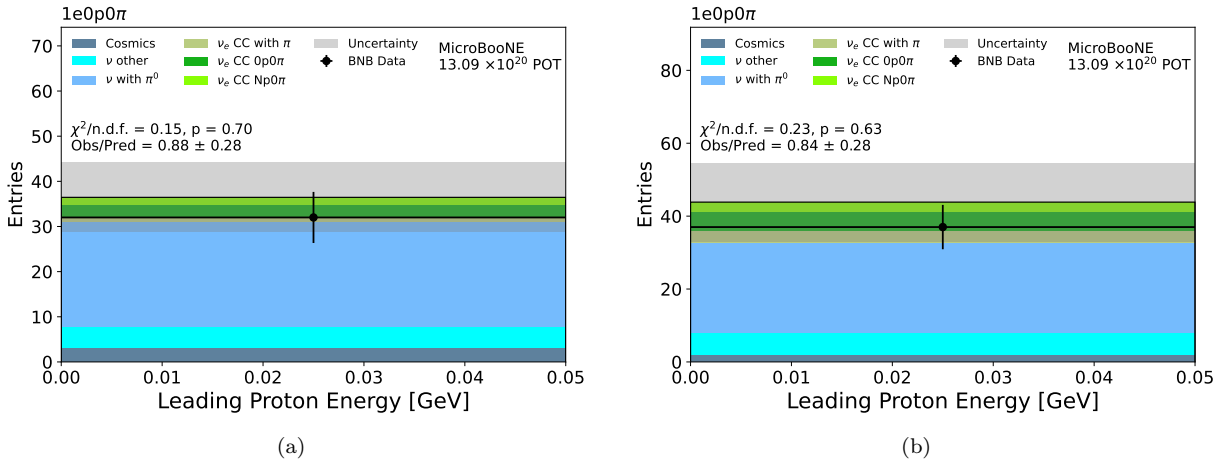 1e0p0π
Cosmics
ν other
ν with π⁰
νₑ CC with π
νₑ CC 0p0π
νₑ CC Np0π
Uncertainty
BNB Data
MicroBooNE
13.09 ×10²⁰ POT
χ²/n.d.f. = 0.15, p = 0.70
Obs/Pred = 0.88 ± 0.28
Entries
70
60
50
40
30
20
10
0
0.00 0.01 0.02 0.03 0.04 0.05
Leading Proton Energy [GeV]
(a)
1e0p0π
Cosmics
ν other
ν with π⁰
νₑ CC with π
νₑ CC 0p0π
νₑ CC Np0π
Uncertainty
BNB Data
MicroBooNE
13.09 ×10²⁰ POT
χ²/n.d.f. = 0.23, p = 0.63
Obs/Pred = 0.84 ± 0.28
Entries
80
60
40
20
0
0.00 0.01 0.02 0.03 0.04 0.05
Leading Proton Energy [GeV]
(b)